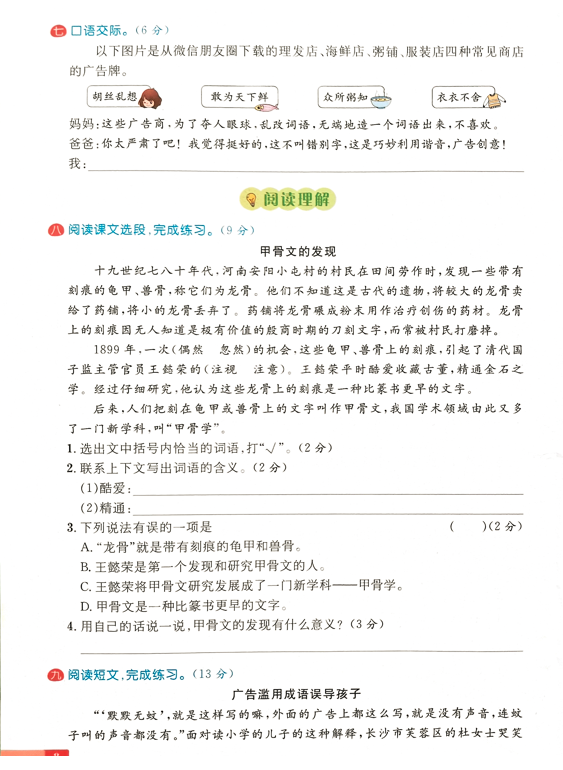 七 口语交际。(6 分)
以下图片是从微信朋友圈下载的理发店、海鲜店、粥铺、服装店四种常见商店
的广告牌。
胡丝乱想 敢为天下鲜 众所粥知 衣衣不舍
妈妈:这些广告商,为了夺人眼球,乱改词语,无端地造一个词语出来,不喜欢。
爸爸:你太严肃了吧!我觉得挺好的,这不叫错别字,这是巧妙利用谐音,广告创意!
我:
阅读理解
八 阅读课文选段,完成练习。(9 分)
甲骨文的发现
十九世纪七八十年代,河南安阳小屯村的村民在田间劳作时,发现一些带有
刻痕的龟甲、兽骨,称它们为龙骨。他们不知道这是古代的遗物,将较大的龙骨卖
给了药铺,将小的龙骨丢弃了。药铺将龙骨碾成粉末用作治疗创伤的药材。龙骨
上的刻痕因无人知道是极有价值的殷商时期的刀刻文字,而常被村民打磨掉。
1899 年,一次(偶然 忽然)的机会,这些龟甲、兽骨上的刻痕,引起了清代国
子监主管官员王懿荣的(注视 注意)。王懿荣平时酷爱收藏古董,精通金石之
学。经过仔细研究,他认为这些龙骨上的刻痕是一种比篆书更早的文字。
后来,人们把刻在龟甲或兽骨上的文字叫作甲骨文,我国学术领域由此又多
了一门新学科,叫“甲骨学”。
1. 选出文中括号内恰当的词语,打“√”。(2 分)
2. 联系上下文写出词语的含义。(2 分)
(1)酷爱:
(2)精通:
3. 下列说法有误的一项是 ( )(2 分)
A. “龙骨”就是带有刻痕的龟甲和兽骨。
B. 王懿荣是第一个发现和研究甲骨文的人。
C. 王懿荣将甲骨文研究发展成了一门新学科——甲骨学。
D. 甲骨文是一种比篆书更早的文字。
4. 用自己的话说一说,甲骨文的发现有什么意义?(3 分)
九 阅读短文,完成练习。(13 分)
广告滥用成语误导孩子
“‘默默无蚊’,就是这样写的嘛,外面的广告上都这么写,就是没有声音,连蚊
子叫的声音都没有。”面对读小学的儿子的这种解释,长沙市芙蓉区的杜女士哭笑